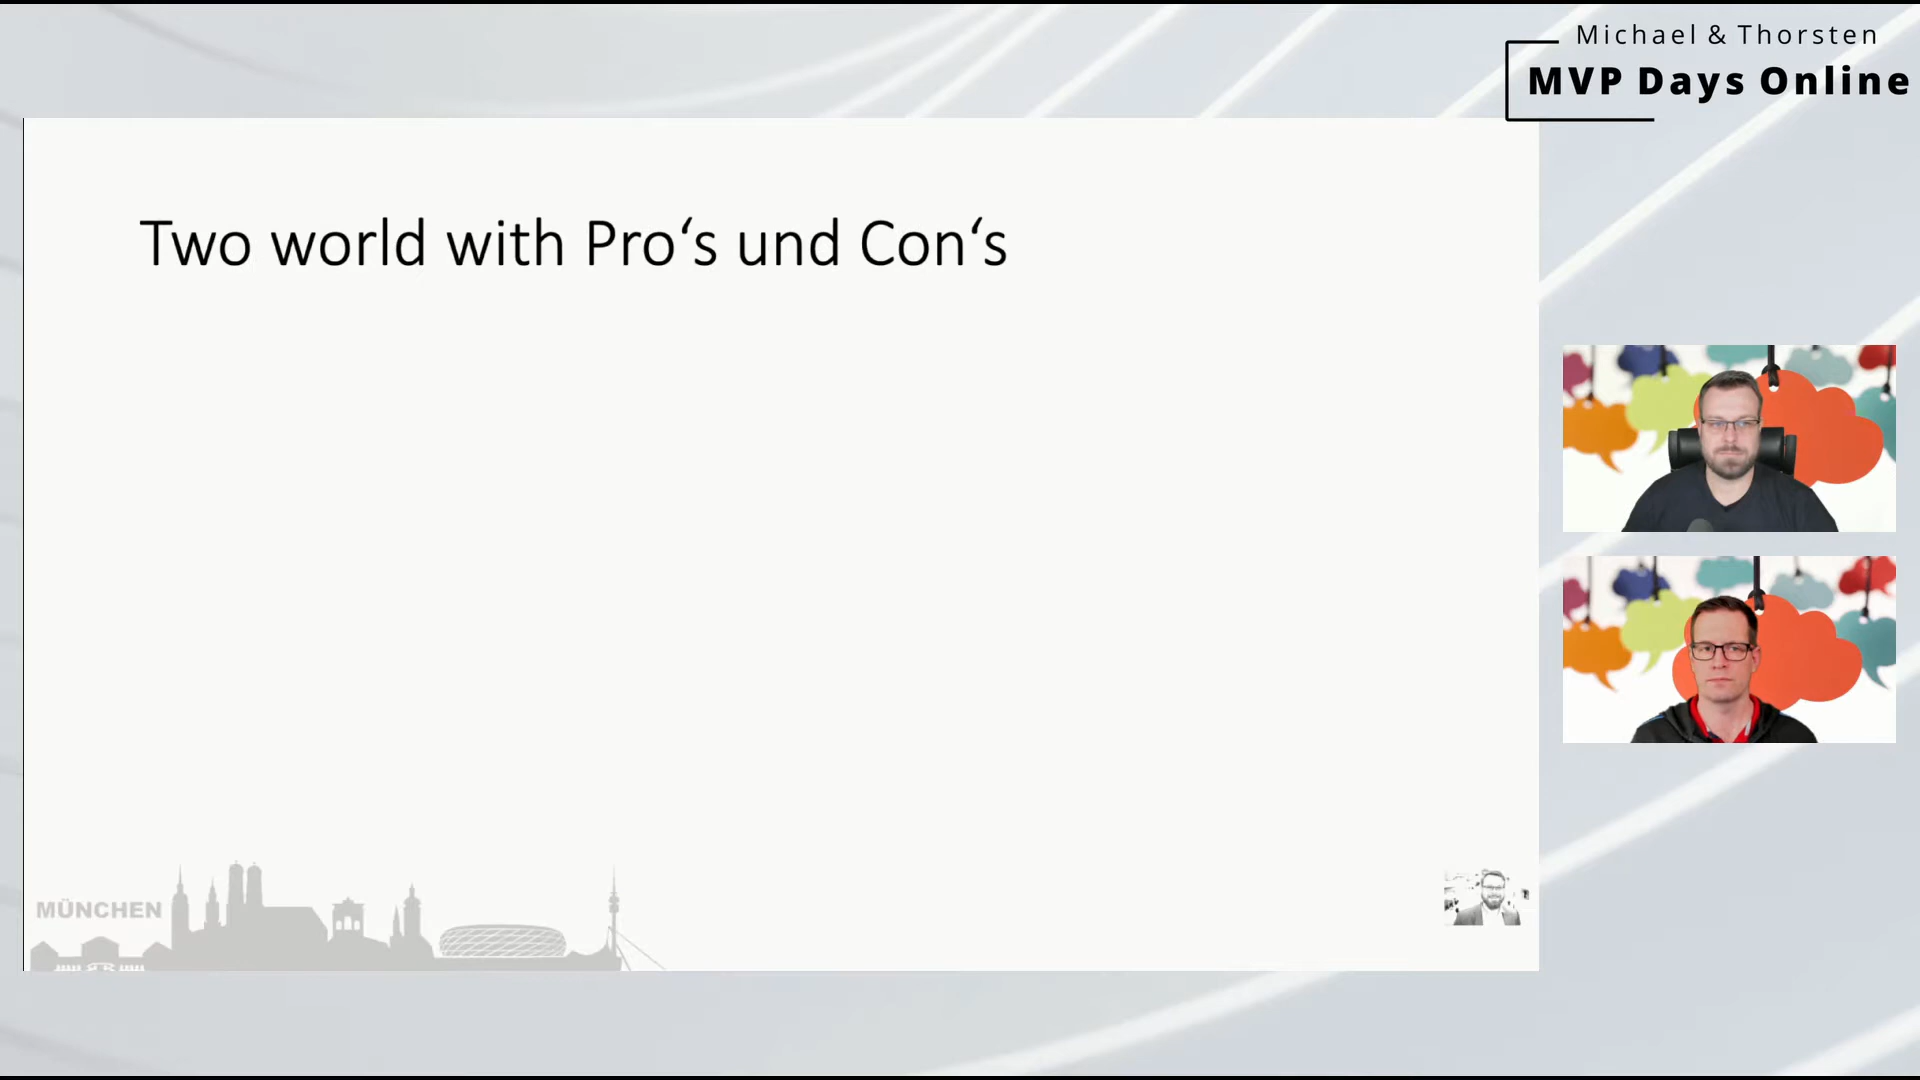 Michael & Thorsten
MVP Days Online
Two world with Pro‘s und Con‘s
MÜNCHEN